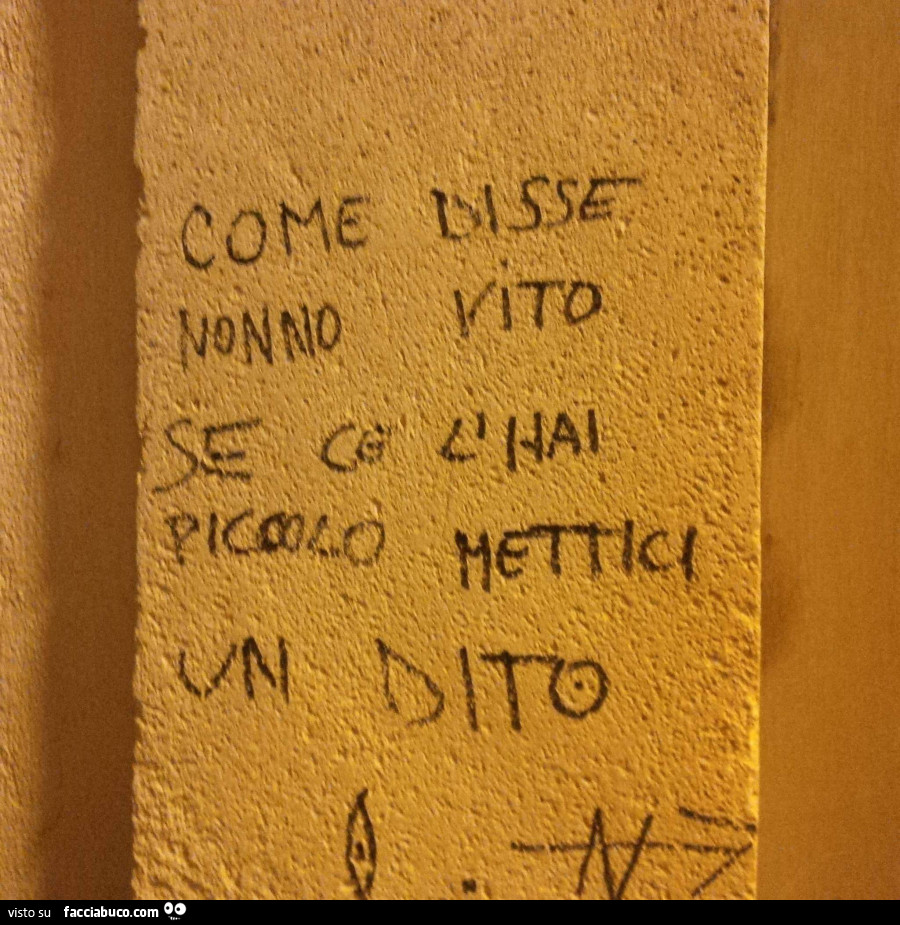 COME DISSE
NONNO VITO
SE CE L'HAI
PICCOLO METTICI
UN DITO
visto su facciabuco.com